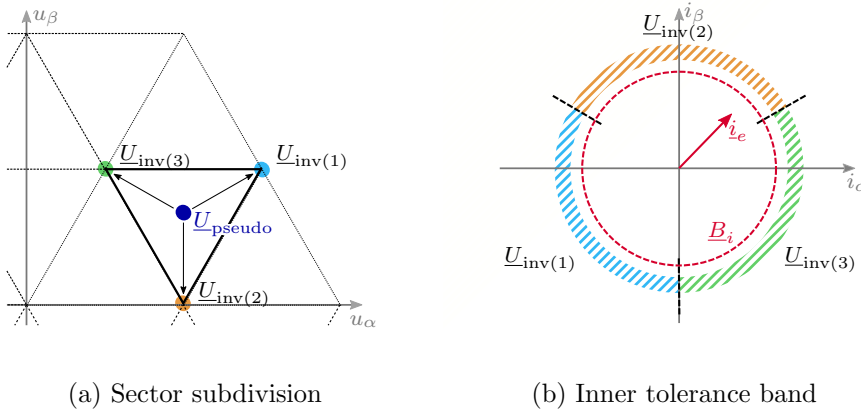 u_β
U_inv(3)
U_inv(1)
U_pseudo
U_inv(2)
u_α
i_β
U_inv(2)
i_e
i_α
B_i
U_inv(1)
U_inv(3)
(a) Sector subdivision
(b) Inner tolerance band